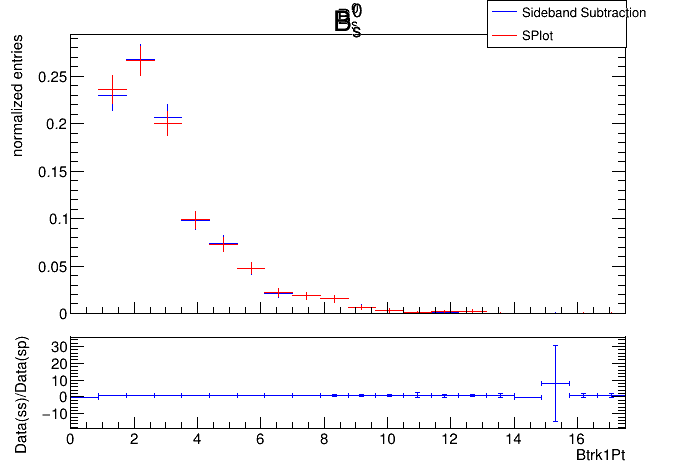 B⁰ₛ
Sideband Subtraction
SPlot
normalized entries
0.25
0.2
0.15
0.1
0.05
0
Data(ss)/Data(sp)
30
20
10
0
−10
0 2 4 6 8 10 12 14 16
Btrk1Pt